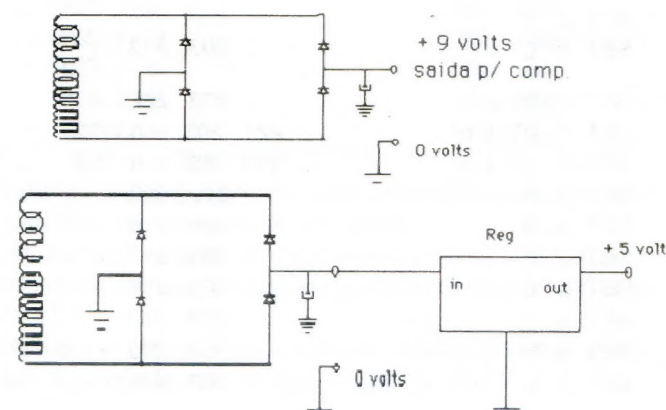 + 9 volts
saida p/ comp.
0 volts
Reg
+ 5 volt
in
out
0 volts